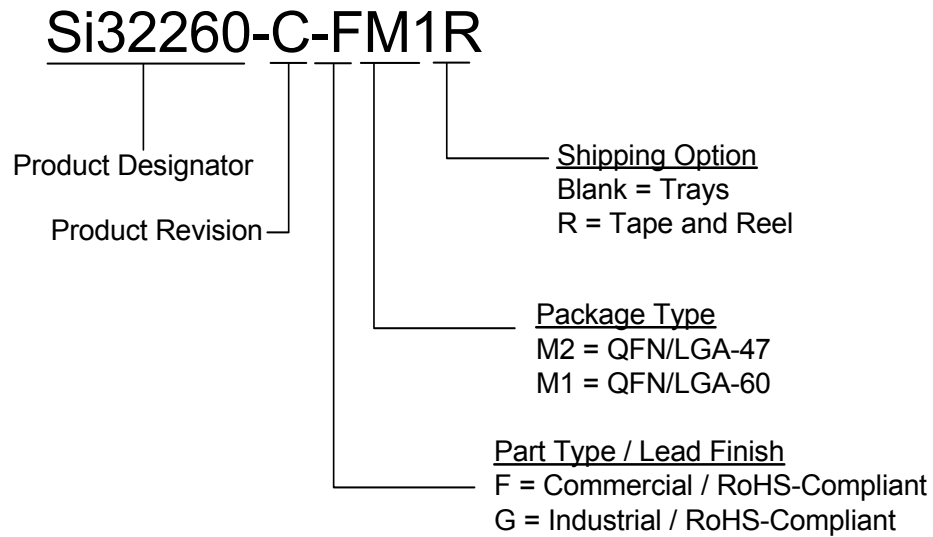 Si32260-C-FM1R
Product Designator
Product Revision
Shipping Option
Blank = Trays
R = Tape and Reel
Package Type
M2 = QFN/LGA-47
M1 = QFN/LGA-60
Part Type / Lead Finish
F = Commercial / RoHS-Compliant
G = Industrial / RoHS-Compliant